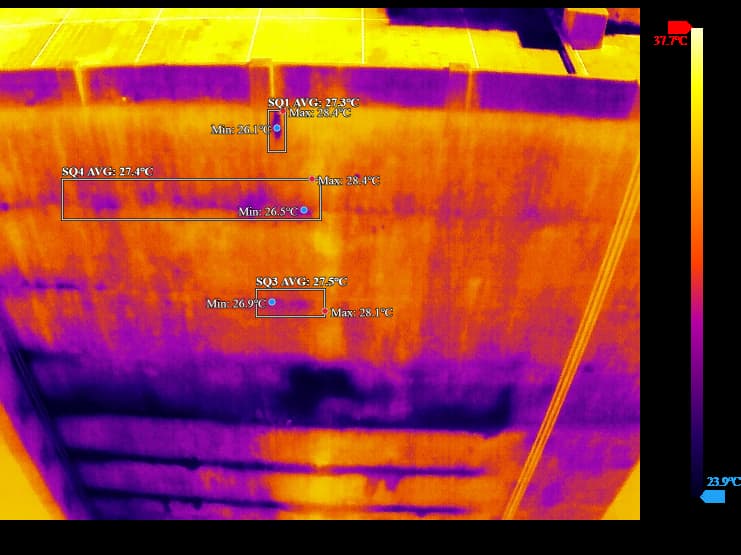 37.7°C
SQ1 AVG: 27.3°C
Max: 28.4°C
Min: 26.1°C
SQ4 AVG: 27.4°C
Max: 28.4°C
Min: 26.5°C
SQ3 AVG: 27.5°C
Min: 26.9°C
Max: 28.1°C
23.9°C